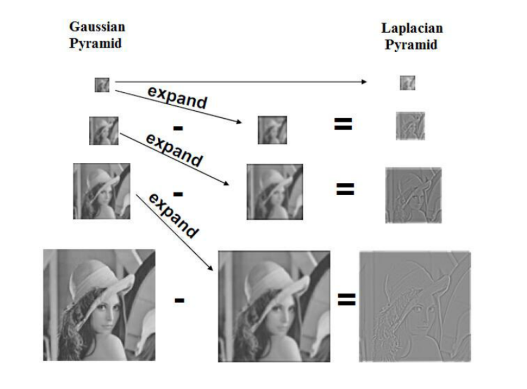 Gaussian
Pyramid
Laplacian
Pyramid
expand
-
=
expand
-
=
expand
-
=